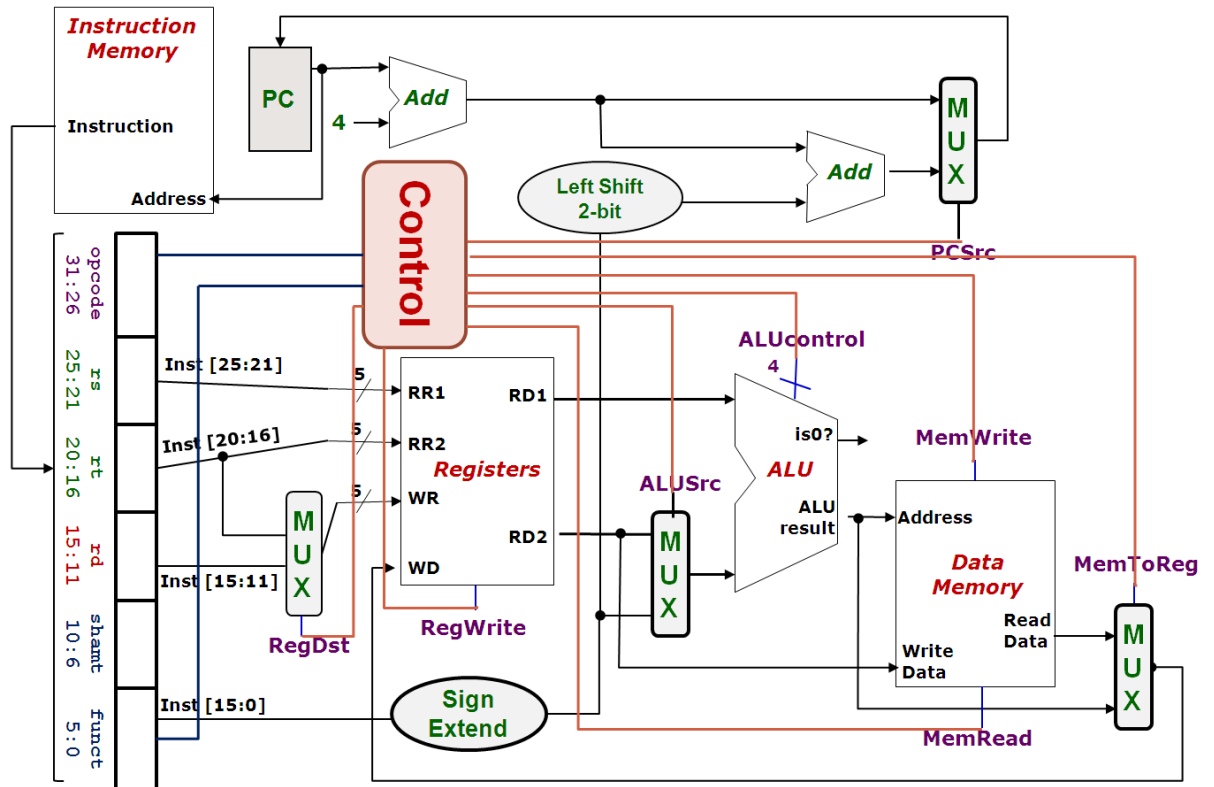 Instruction
Memory
Instruction
Address
PC
4
Add
Left Shift
2-bit
Add
MUX
PCSrc
Control
opcode
31:26
rs
25:21
rt
20:16
rd
15:11
shamt
10:6
funct
5:0
Inst [25:21]
5
Inst [20:16]
5
5
MUX
Inst [15:11]
RegDst
Inst [15:0]
RR1
RR2
WR
WD
Registers
RD1
RD2
RegWrite
Sign
Extend
ALUSrc
MUX
ALUcontrol
4
is0?
ALU
ALU
result
MemWrite
Address
Data
Memory
Read
Data
Write
Data
MemRead
MemToReg
MUX